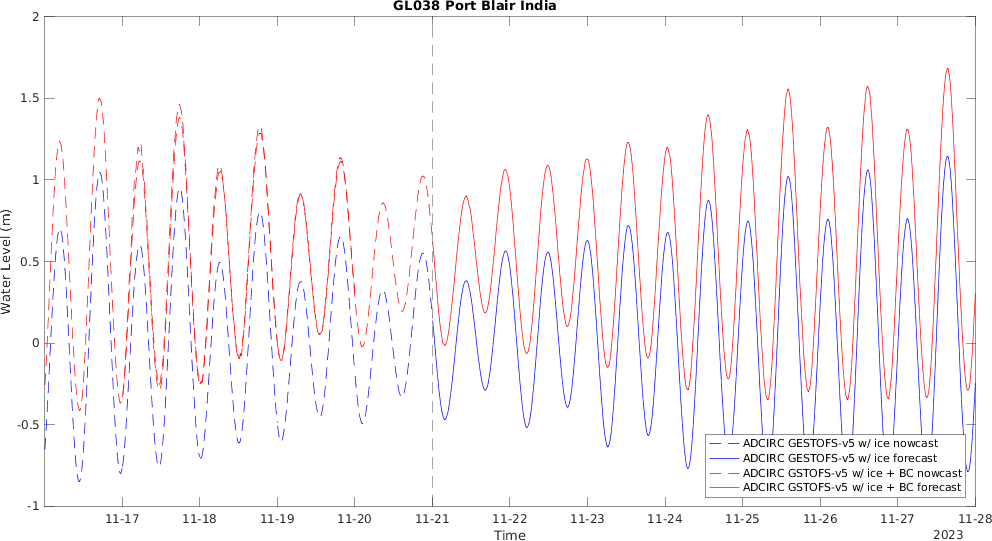 GL038 Port Blair India
Water Level (m)
2
1.5
1
0.5
0
-0.5
-1
ADCIRC GESTOFS-v5 w/ ice nowcast
ADCIRC GESTOFS-v5 w/ ice forecast
ADCIRC GSTOFS-v5 w/ ice + BC nowcast
ADCIRC GSTOFS-v5 w/ ice + BC forecast
11-17 11-18 11-19 11-20 11-21 11-22 11-23 11-24 11-25 11-26 11-27 11-28
Time
2023